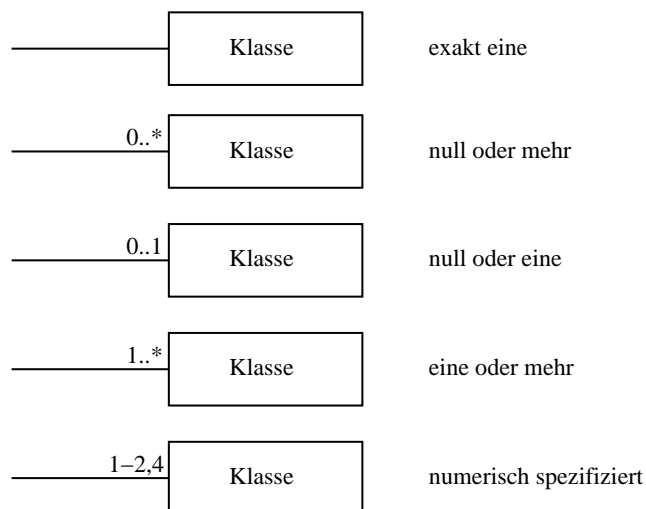 Klasse exakt eine
0..*
Klasse null oder mehr
0..1
Klasse null oder eine
1..*
Klasse eine oder mehr
1−2,4
Klasse numerisch spezifiziert